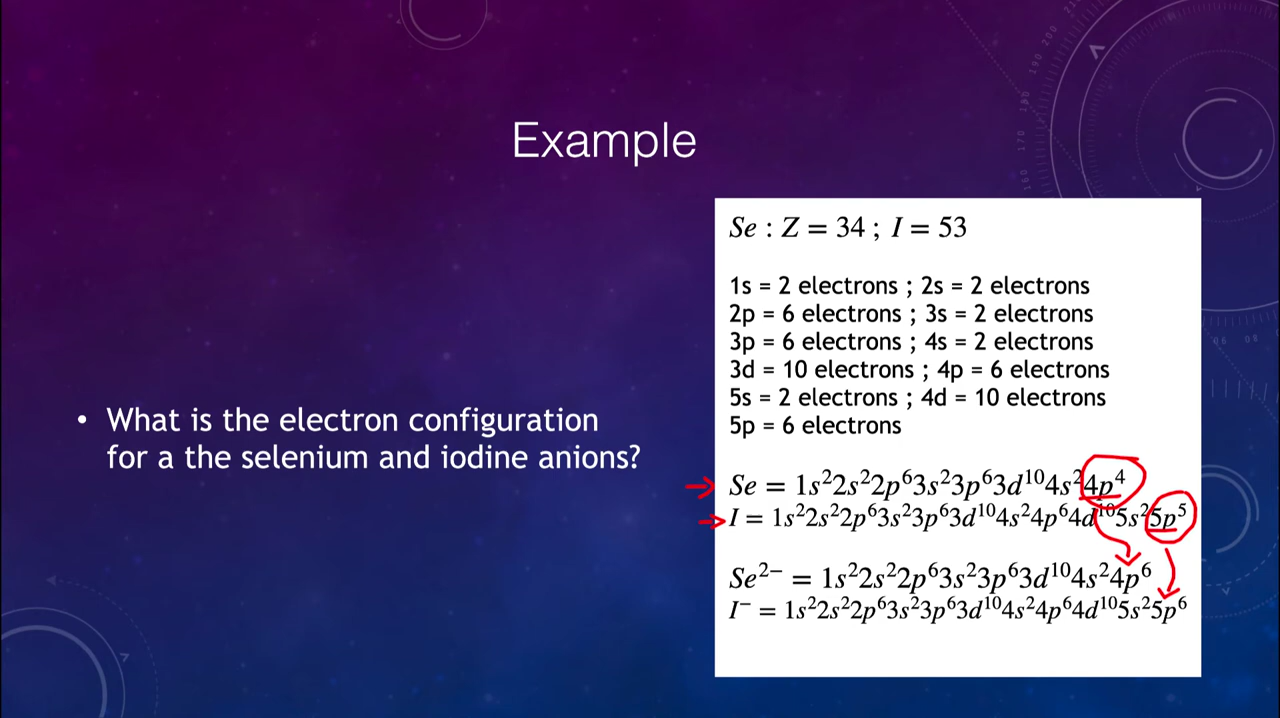 Example
• What is the electron configuration
for a the selenium and iodine anions?
Se : Z = 34 ; I = 53
1s = 2 electrons ; 2s = 2 electrons
2p = 6 electrons ; 3s = 2 electrons
3p = 6 electrons ; 4s = 2 electrons
3d = 10 electrons ; 4p = 6 electrons
5s = 2 electrons ; 4d = 10 electrons
5p = 6 electrons
Se = 1s²2s²2p⁶3s²3p⁶3d¹⁰4s²4p⁴
I = 1s²2s²2p⁶3s²3p⁶3d¹⁰4s²4p⁶4d¹⁰5s²5p⁵
Se²⁻ = 1s²2s²2p⁶3s²3p⁶3d¹⁰4s²4p⁶
I⁻ = 1s²2s²2p⁶3s²3p⁶3d¹⁰4s²4p⁶4d¹⁰5s²5p⁶